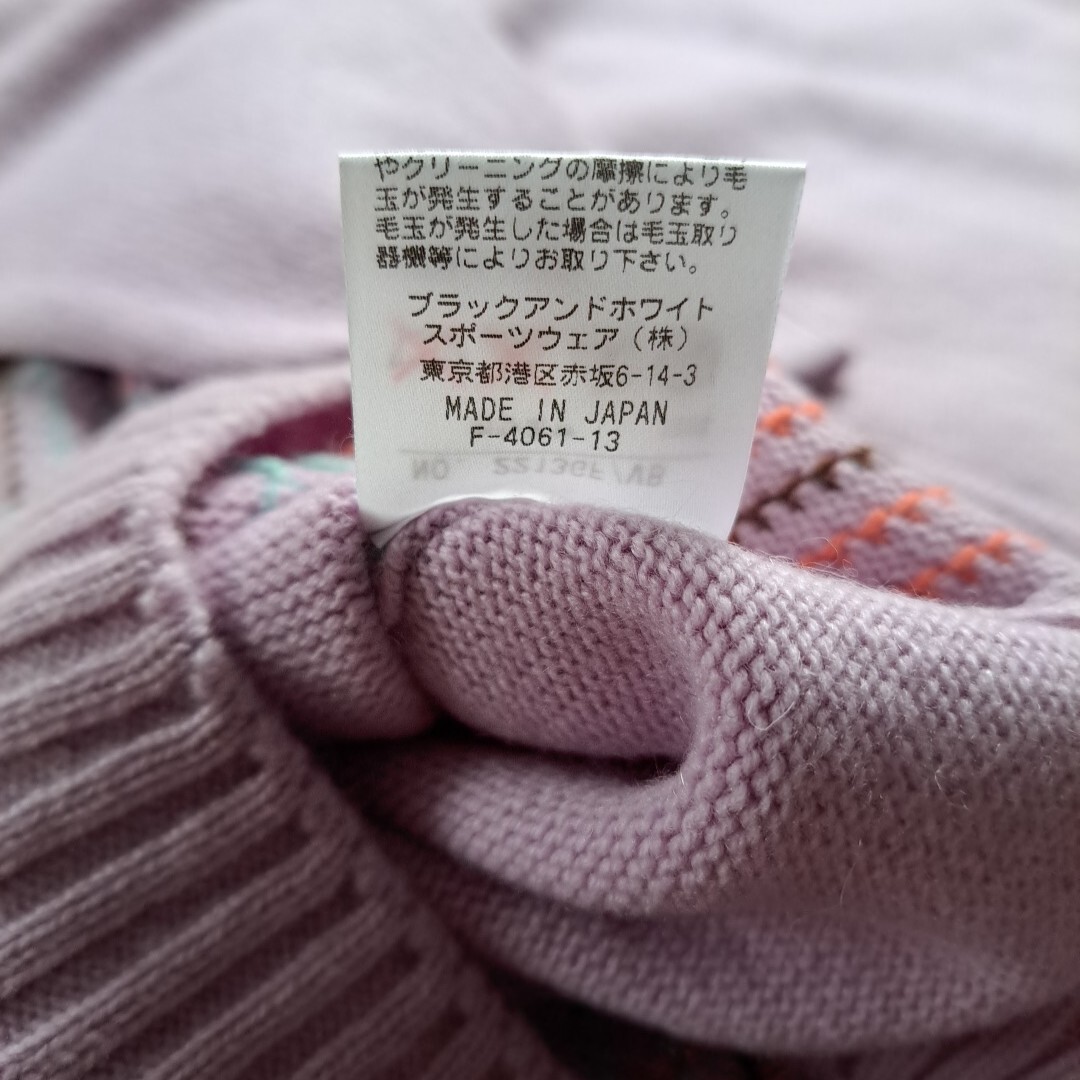 やクリーニングの摩擦により毛
玉が発生することがあります。
毛玉が発生した場合は毛玉取り
器機等によりお取り下さい。
ブラックアンドホワイト
スポーツウェア(株)
東京都港区赤坂6-14-3
MADE IN JAPAN
F-4061-13
NO 22136F/VB